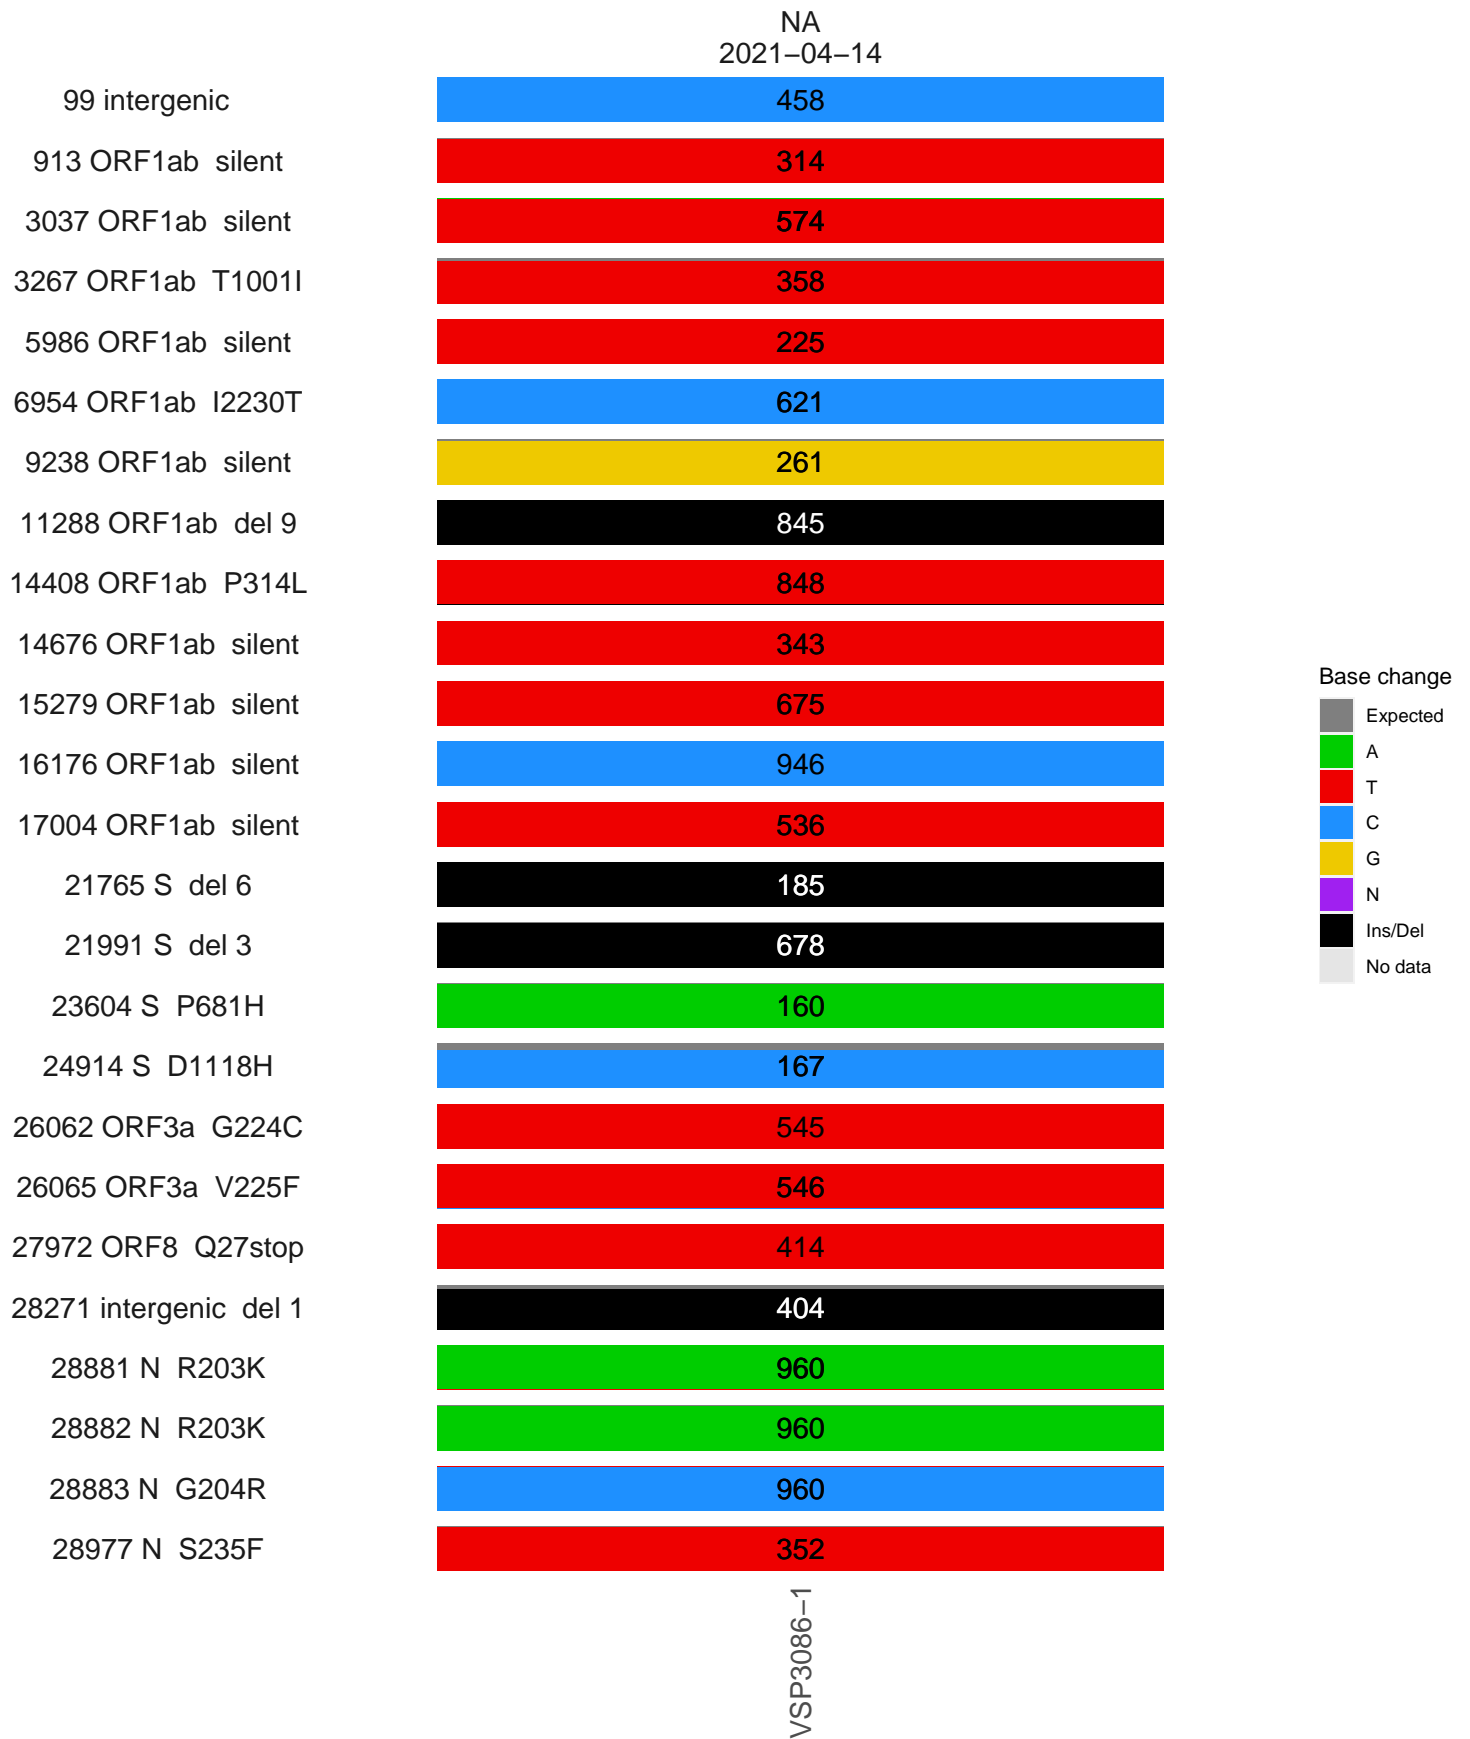 NA
2021−04−14
99 intergenic 458
913 ORF1ab silent 314
3037 ORF1ab silent 574
3267 ORF1ab T1001I 358
5986 ORF1ab silent 225
6954 ORF1ab I2230T 621
9238 ORF1ab silent 261
11288 ORF1ab del 9 845
14408 ORF1ab P314L 848
14676 ORF1ab silent 343
15279 ORF1ab silent 675
16176 ORF1ab silent 946
17004 ORF1ab silent 536
21765 S del 6 185
21991 S del 3 678
23604 S P681H 160
24914 S D1118H 167
26062 ORF3a G224C 545
26065 ORF3a V225F 546
27972 ORF8 Q27stop 414
28271 intergenic del 1 404
28881 N R203K 960
28882 N R203K 960
28883 N G204R 960
28977 N S235F 352
VSP3086−1
Base change
Expected
A
T
C
G
N
Ins/Del
No data